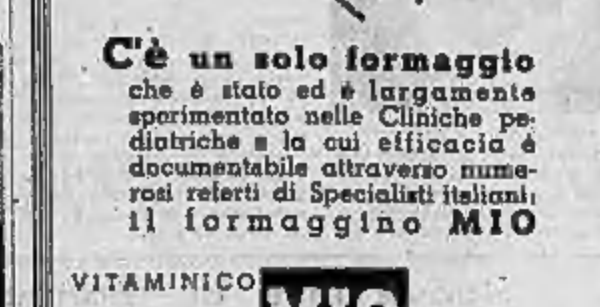 C'è un solo formaggio
che è stato ed è largamente
sperimentato nelle Cliniche pe-
diatriche e la cui efficacia è
documentabile attraverso nume-
rosi referti di Specialisti italiani:
il formaggino MIO
VITAMINICO
MIO